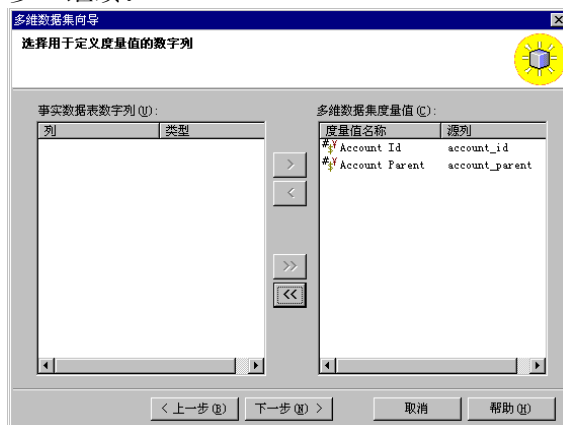 多维数据集向导
选择用于定义度量值的数字列
事实数据表数字列(U):
多维数据集度量值(C):
列 类型
度量值名称 源列
Account Id account_id
Account Parent account_parent
>
<
>>
<<
< 上一步(B) 下一步(N) > 取消 帮助(H)